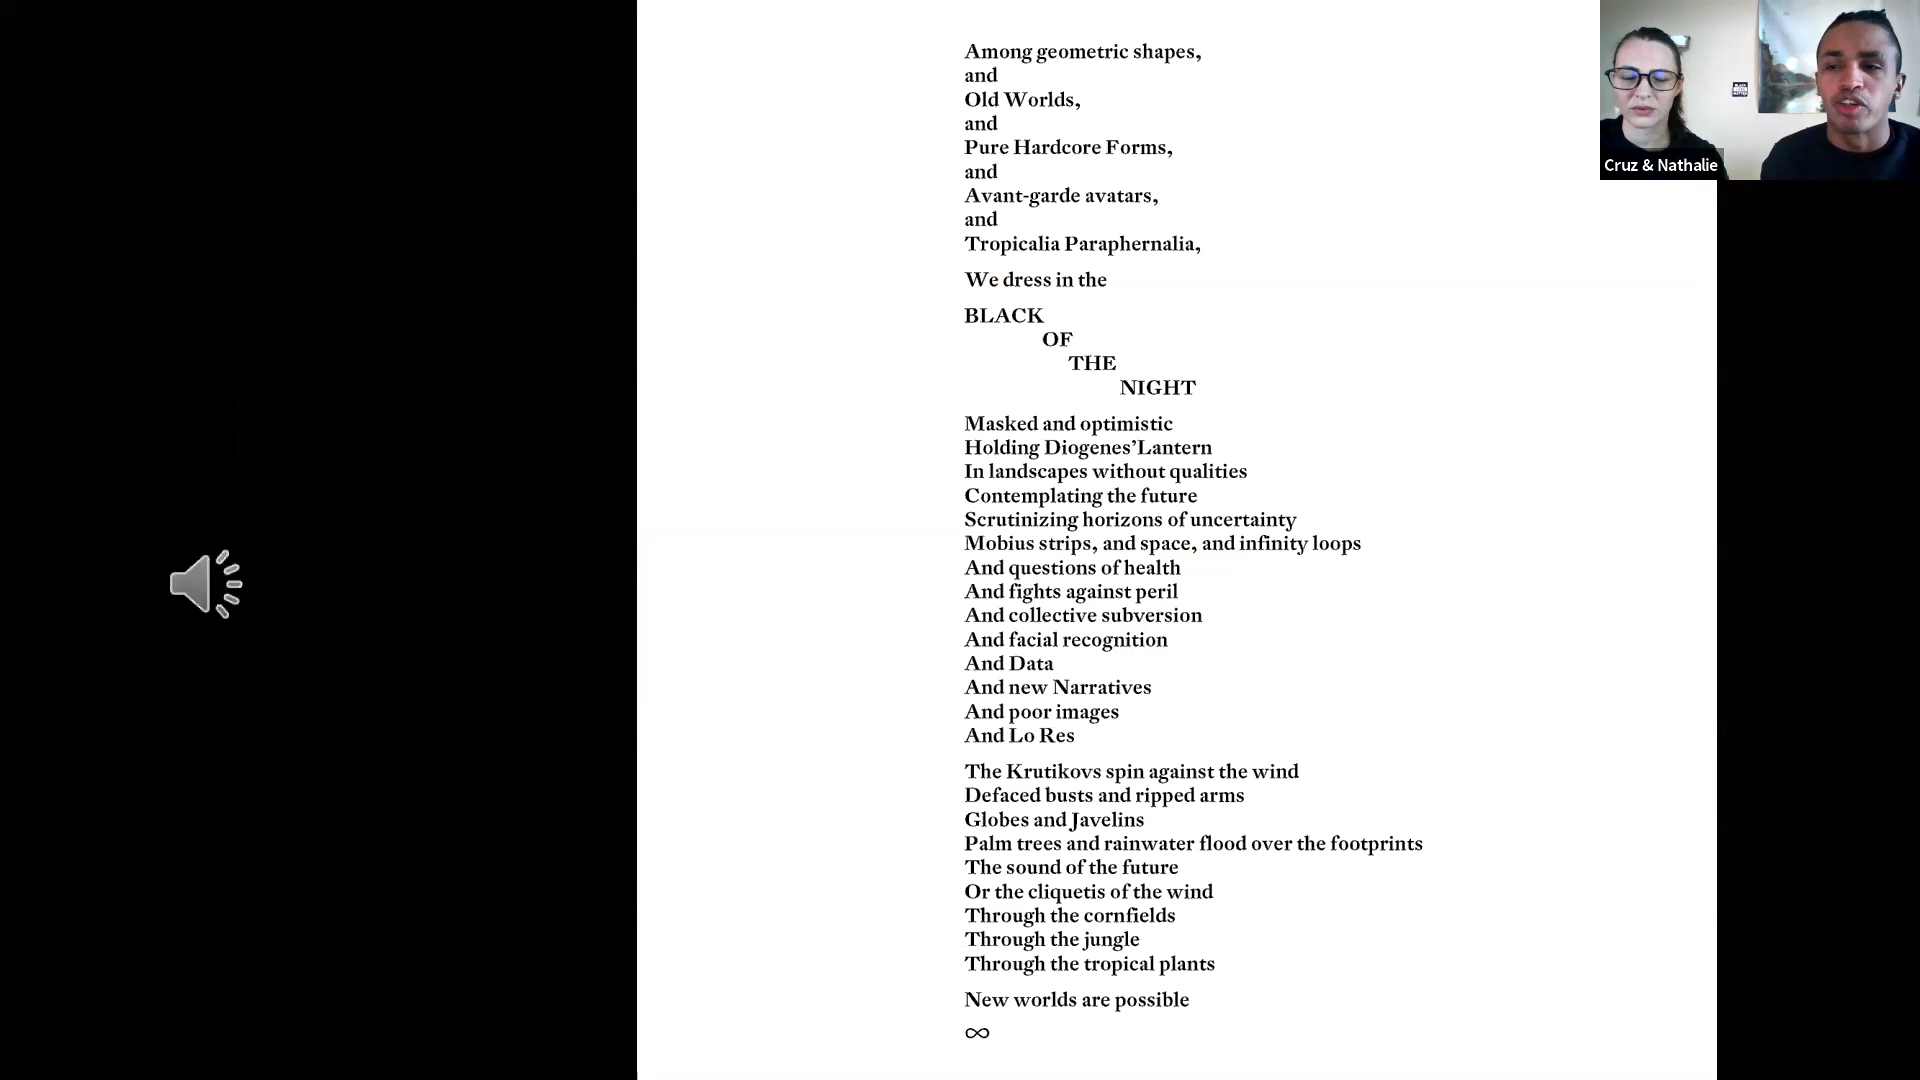 Among geometric shapes,
and
Old Worlds,
and
Pure Hardcore Forms,
and
Avant-garde avatars,
and
Tropicalia Paraphernalia,
We dress in the
BLACK
OF
THE
NIGHT
Masked and optimistic
Holding Diogenes’Lantern
In landscapes without qualities
Contemplating the future
Scrutinizing horizons of uncertainty
Mobius strips, and space, and infinity loops
And questions of health
And fights against peril
And collective subversion
And facial recognition
And Data
And new Narratives
And poor images
And Lo Res
The Krutikovs spin against the wind
Defaced busts and ripped arms
Globes and Javelins
Palm trees and rainwater flood over the footprints
The sound of the future
Or the cliquetis of the wind
Through the cornfields
Through the jungle
Through the tropical plants
New worlds are possible
∞
Cruz & Nathalie
BLACK
LIVES
MATTER